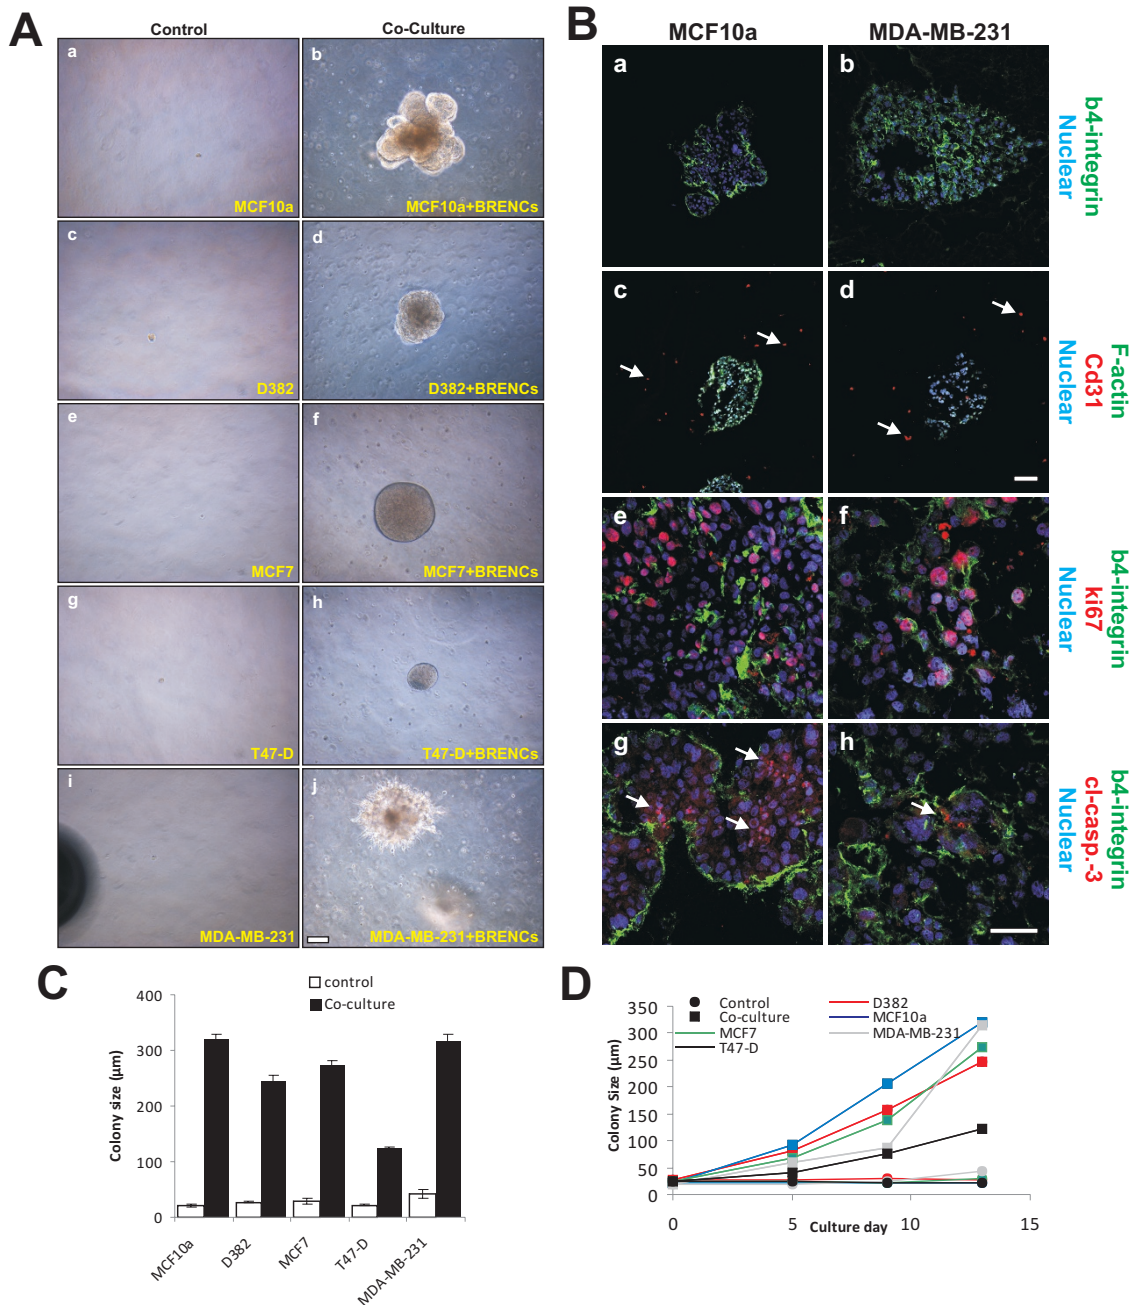 A
Control
Co-Culture
a
MCF10a
b
MCF10a+BRENCs
c
D382
d
D382+BRENCs
e
MCF7
f
MCF7+BRENCs
g
T47-D
h
T47-D+BRENCs
i
MDA-MB-231
j
MDA-MB-231+BRENCs
B
MCF10a
MDA-MB-231
a
b
b4-integrin
Nuclear
c
d
F-actin
Cd31
Nuclear
e
f
b4-integrin
ki67
Nuclear
g
h
b4-integrin
cl-casp.-3
Nuclear
C
control
Co-culture
Colony size (µm)
400
300
200
100
0
MCF10a
D382
MCF7
T47-D
MDA-MB-231
D
Control
D382
Co-culture
MCF10a
MCF7
MDA-MB-231
T47-D
Colony Size (µm)
350
300
250
200
150
100
50
0
0
5
10
15
Culture day